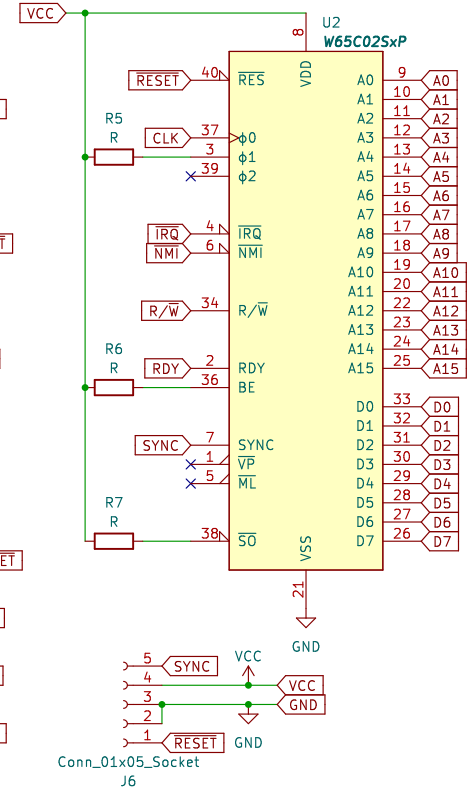 VCC
U2
W65C02SxP
8
VDD
RESET 40 RES
A0 9 A0
A1 10 A1
R5
R
A2 11 A2
CLK 37 ϕ0
A3 12 A3
3 ϕ1
A4 13 A4
39 ϕ2
A5 14 A5
A6 15 A6
A7 16 A7
IRQ 4 IRQ
A8 17 A8
NMI 6 NMI
A9 18 A9
A10 19 A10
A11 20 A11
R/W 34 R/W
A12 22 A12
A13 23 A13
R6
R
A14 24 A14
RDY 2 RDY
A15 25 A15
36 BE
D0 33 D0
D1 32 D1
SYNC 7 SYNC
D2 31 D2
1 VP
D3 30 D3
5 ML
D4 29 D4
R7
R
D5 28 D5
D6 27 D6
38 SO
D7 26 D7
VSS
21
GND
T
ET
5 SYNC
VCC
4
VCC
3
GND
2
1 RESET
GND
Conn_01x05_Socket
J6